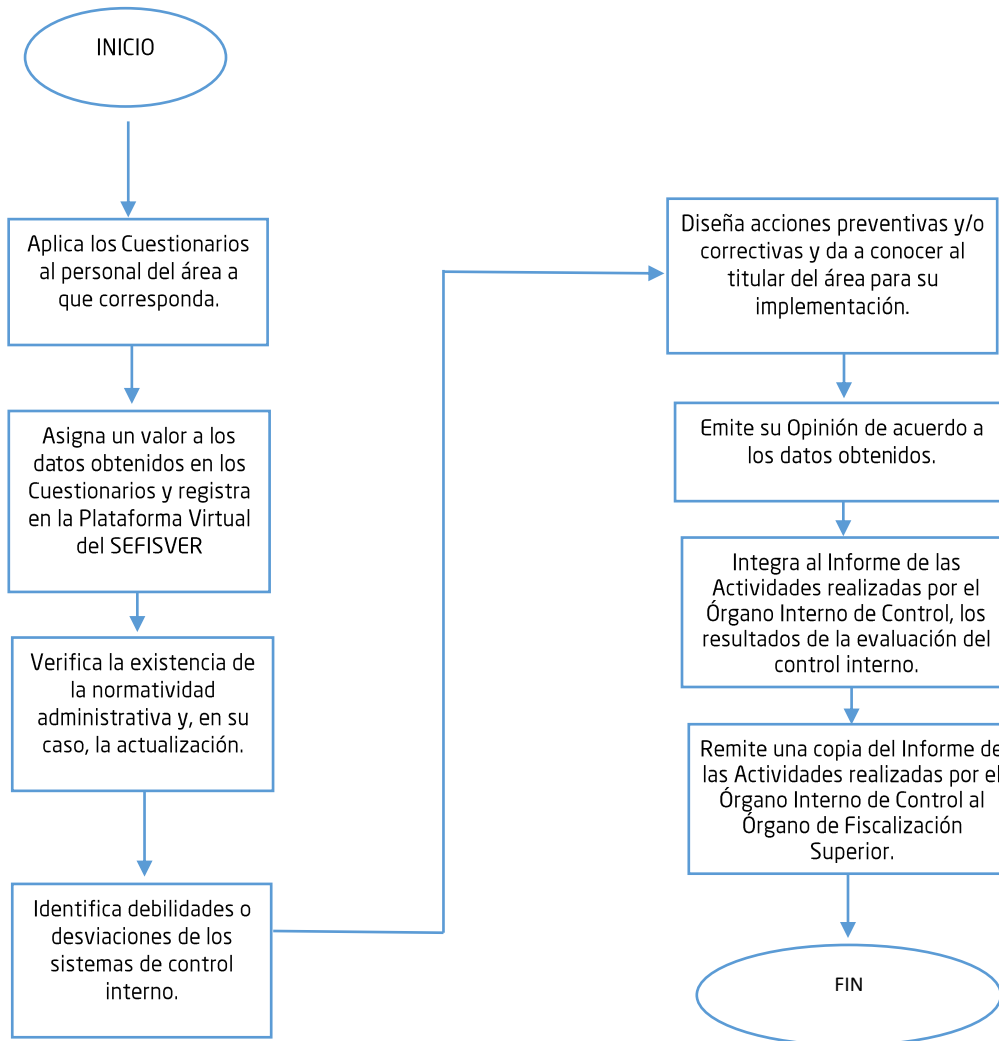 INICIO
Aplica los Cuestionarios
al personal del área a
que corresponda.
Asigna un valor a los
datos obtenidos en los
Cuestionarios y registra
en la Plataforma Virtual
del SEFISVER
Verifica la existencia de
la normatividad
administrativa y, en su
caso, la actualización.
Identifica debilidades o
desviaciones de los
sistemas de control
interno.
Diseña acciones preventivas y/o
correctivas y da a conocer al
titular del área para su
implementación.
Emite su Opinión de acuerdo a
los datos obtenidos.
Integra al Informe de las
Actividades realizadas por el
Órgano Interno de Control, los
resultados de la evaluación del
control interno.
Remite una copia del Informe de
las Actividades realizadas por el
Órgano Interno de Control al
Órgano de Fiscalización
Superior.
FIN